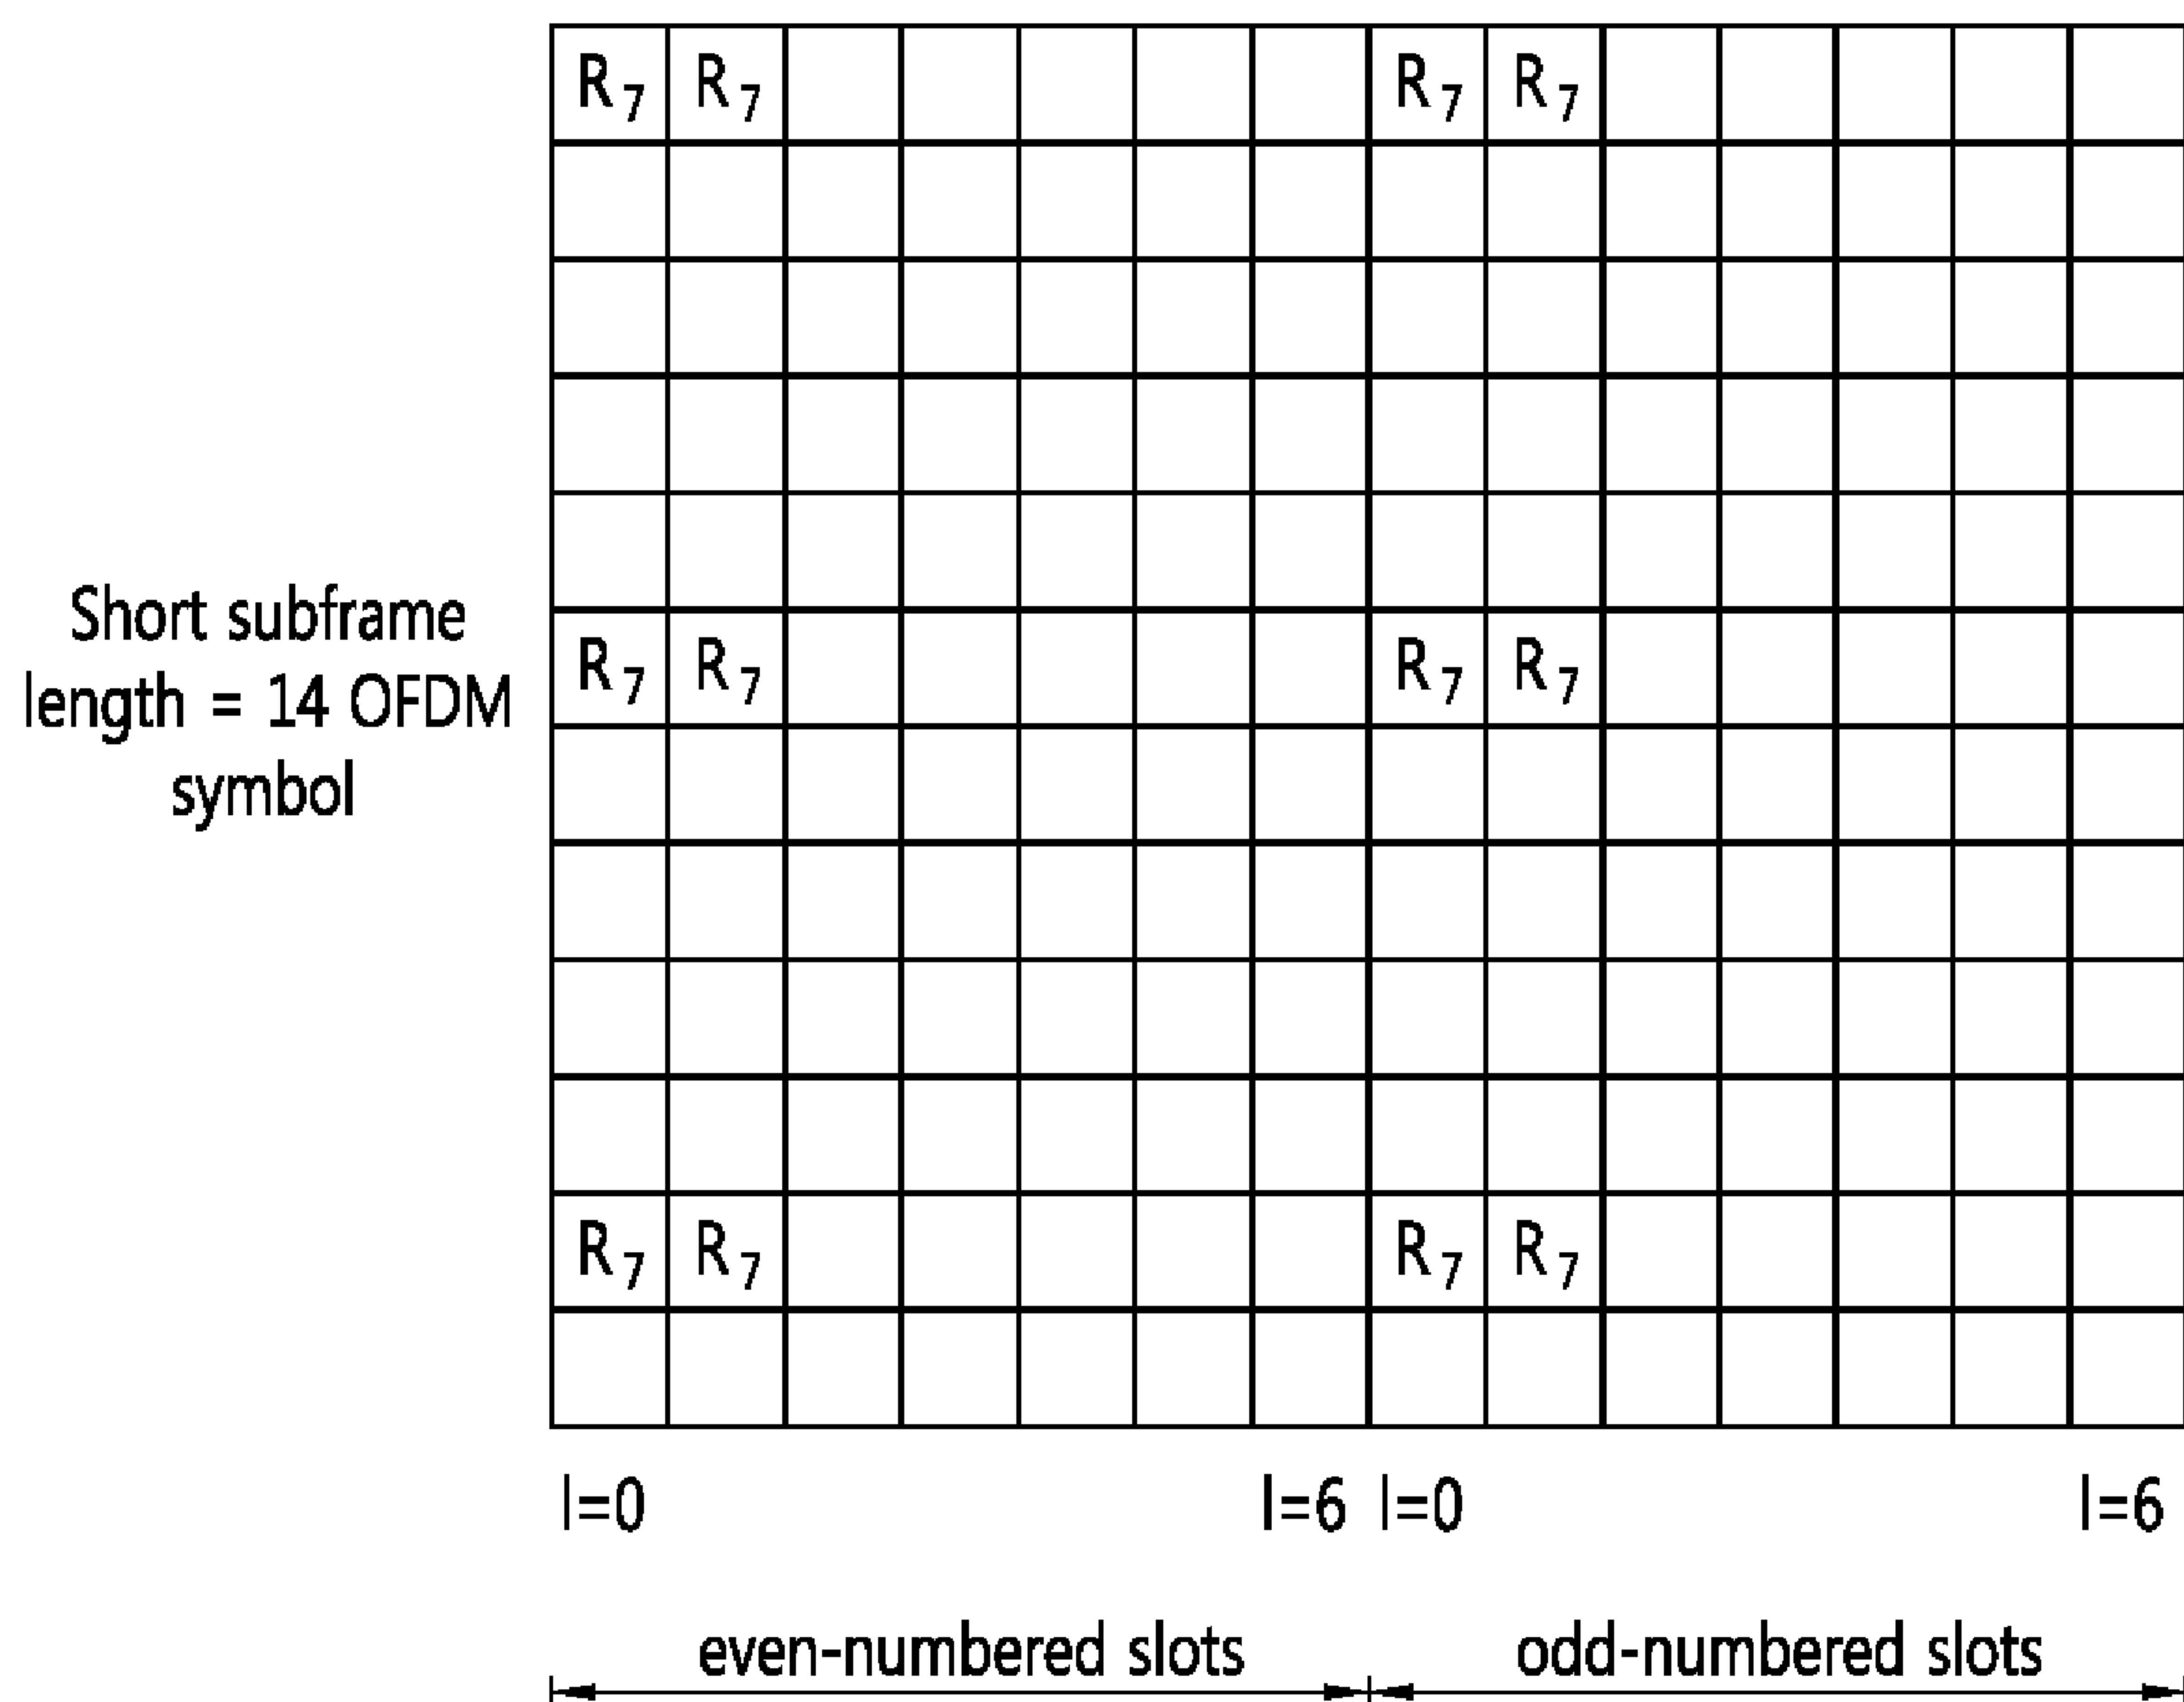 R7 R7 R7 R7
Short subframe
length = 14 OFDM
symbol
R7 R7 R7 R7
R7 R7 R7 R7
l=0 l=6 l=0 l=6
even-numbered slots odd-numbered slots